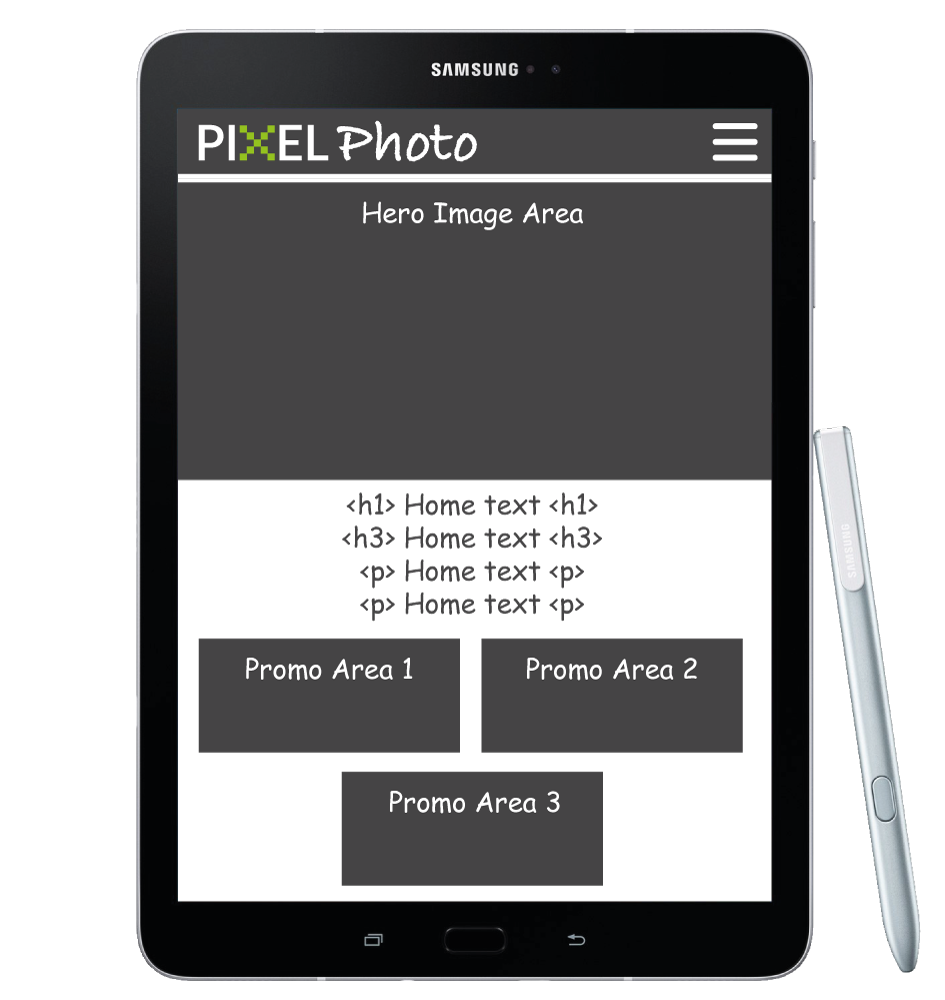 SAMSUNG
PIXEL Photo
Hero Image Area
<h1> Home text <h1>
<h3> Home text <h3>
<p> Home text <p>
<p> Home text <p>
Promo Area 1
Promo Area 2
Promo Area 3
SAMSUNG